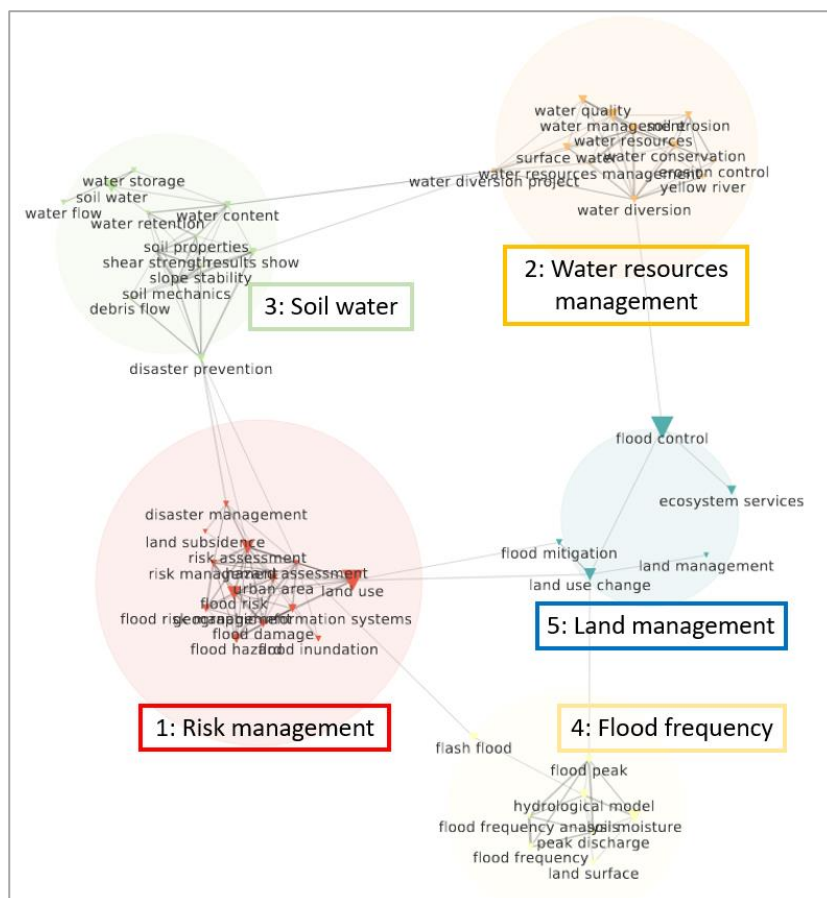 water quality
water management
soil erosion
water resources
surface water
water conservation
water resources management
erosion control
water diversion project
yellow river
water diversion
2: Water resources
management
water storage
soil water
water flow
water content
water retention
soil properties
shear strength
results show
slope stability
soil mechanics
debris flow
3: Soil water
disaster prevention
flood control
ecosystem services
flood mitigation
land management
land use change
5: Land management
disaster management
land subsidence
risk assessment
risk management
hazard assessment
urban area
land use
flood risk
flood risk management
geographic information systems
flood damage
flood hazard
flood inundation
1: Risk management
4: Flood frequency
flash flood
flood peak
hydrological model
flood frequency analysis
soil moisture
peak discharge
flood frequency
land surface